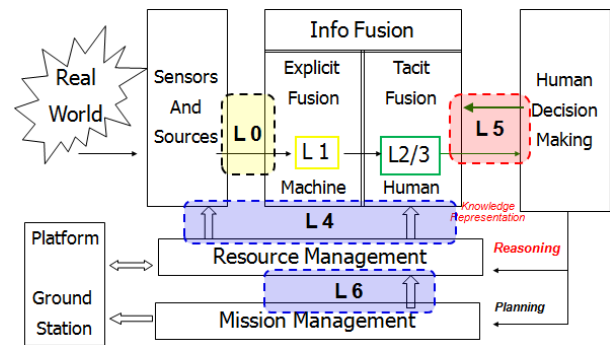 Info Fusion
Real
World
Sensors
And
Sources
L 0
Explicit
Fusion
L 1
Machine
Tacit
Fusion
L2/3
Human
L 5
Human
Decision
Making
Knowledge
Representation
L 4
Resource Management
Reasoning
Platform
Ground
Station
L 6
Mission Management
Planning